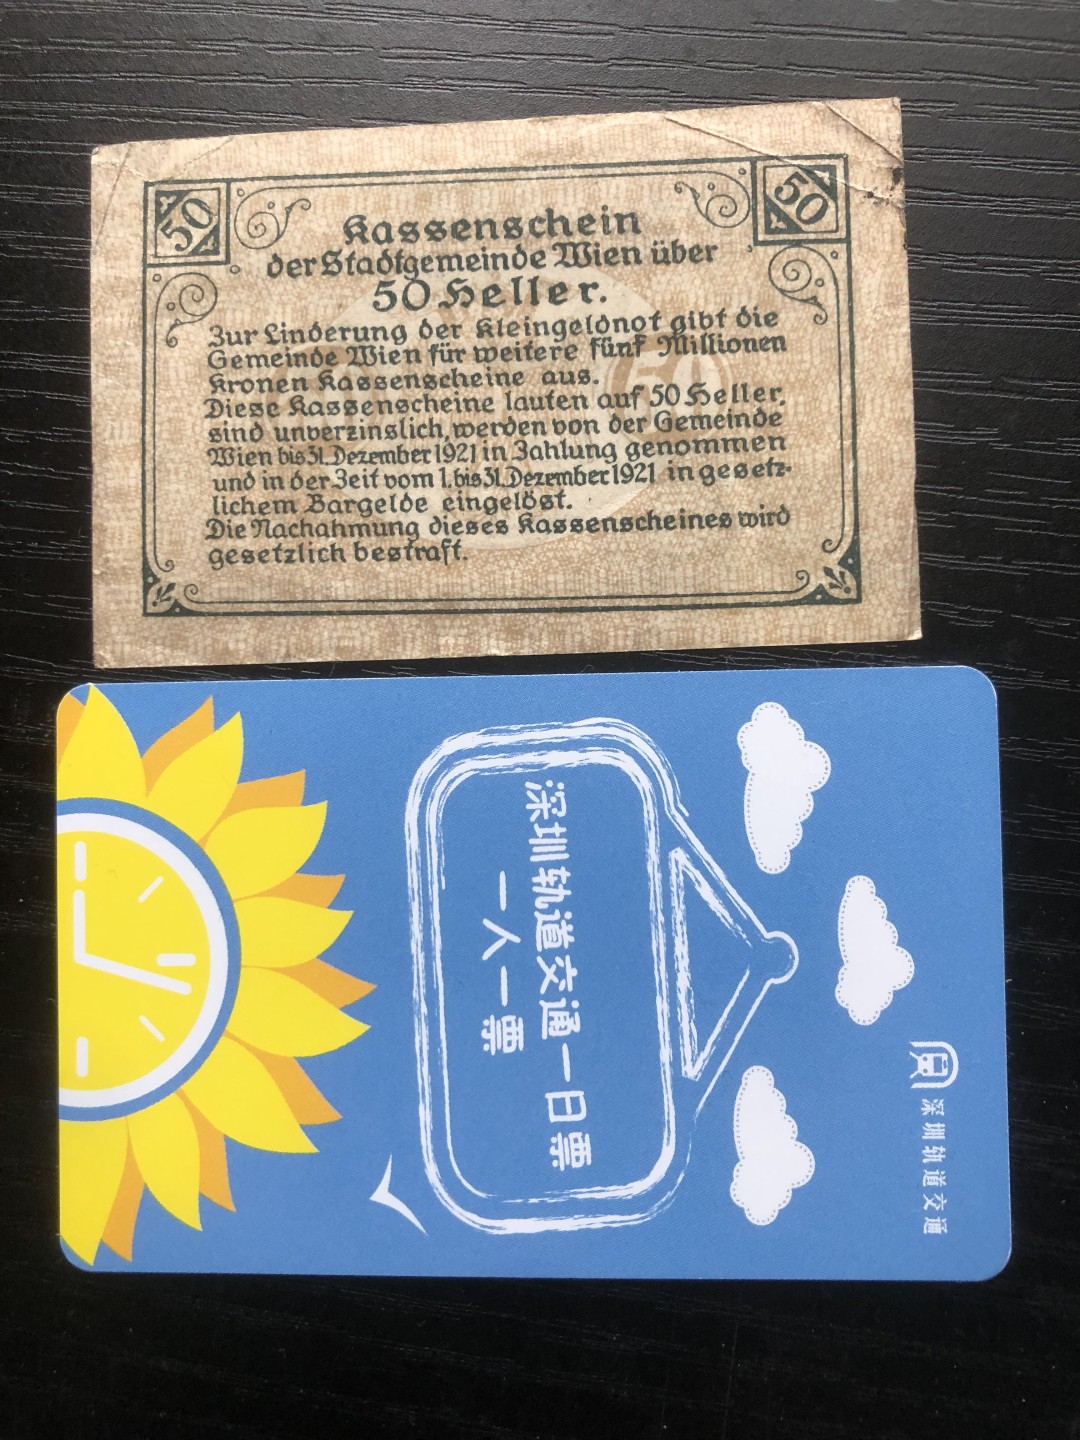 50
50
Kassenschein
der Stadtgemeinde Wien über
50 Heller.
Zur Linderung der Kleingeldnot gibt die
Gemeinde Wien für weitere fünf Millionen
Kronen Kassenscheine aus.
Diese Kassenscheine lauten auf 50 Heller,
sind unverzinslich, werden von der Gemeinde
Wien bis 31. Dezember 1921 in Zahlung genommen
und in der Zeit vom 1. bis 31. Dezember 1921 in gesetz-
lichem Bargelde eingelöst.
Die Nachahmung dieses Kassenscheines wird
gesetzlich bestraft.
50
深圳轨道交通
深圳轨道交通一日票
一人一票